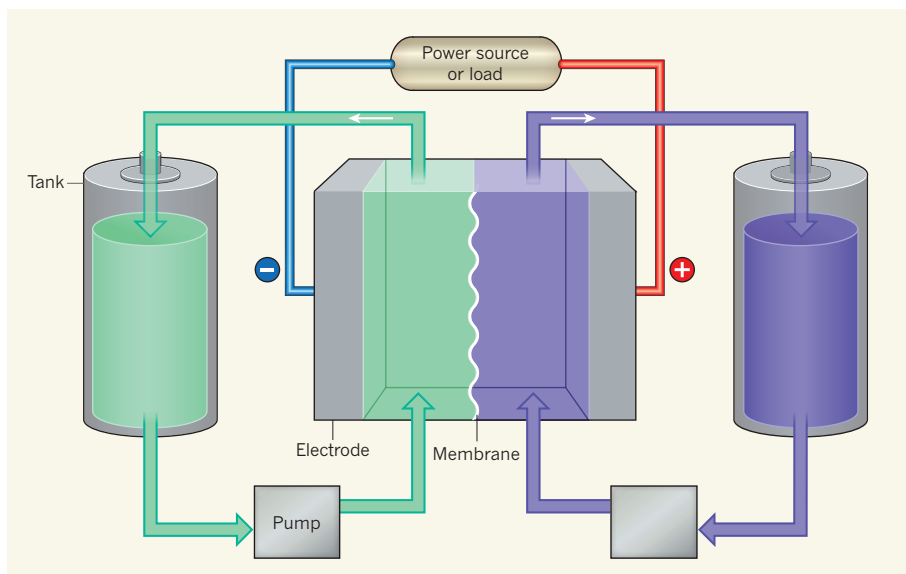 Power source
or load
Tank
−
+
Electrode
Membrane
Pump